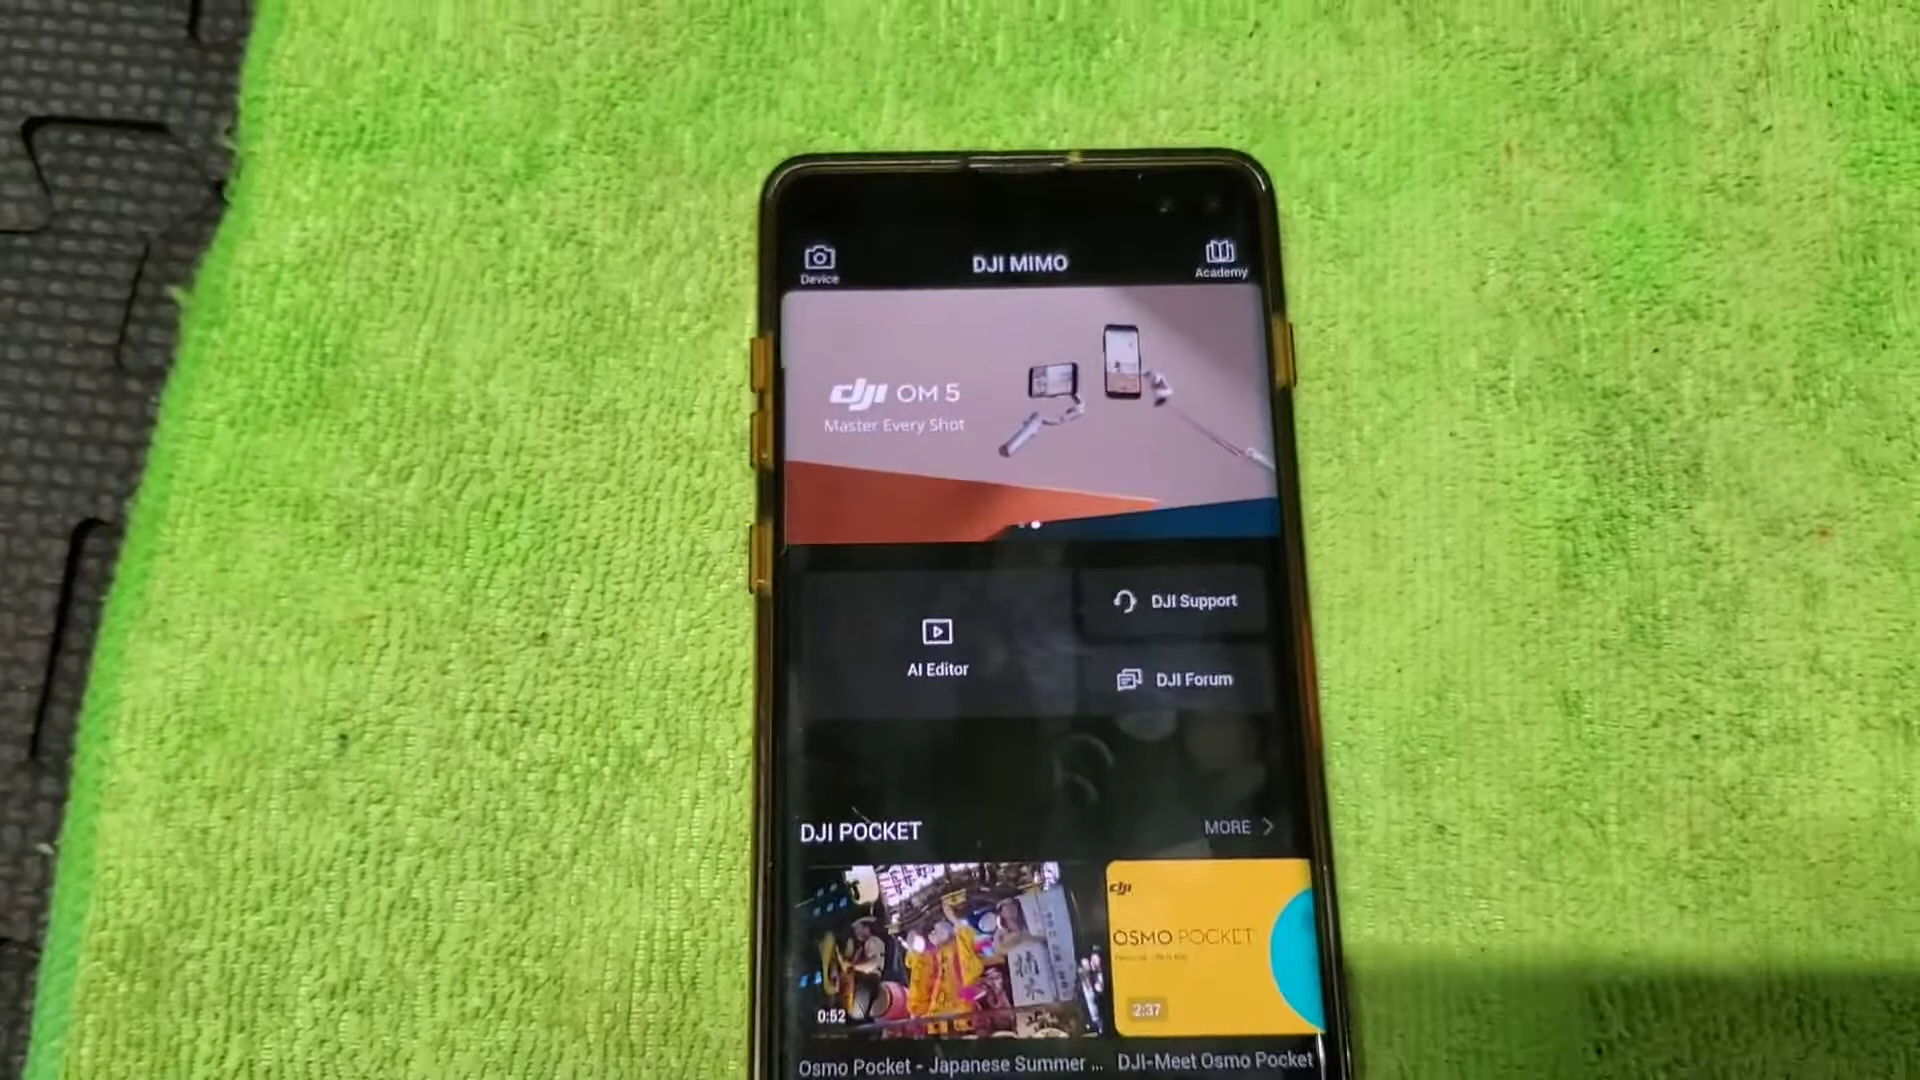 DJI MIMO
Device
Academy
dji OM 5
Master Every Shot
DJI Support
AI Editor
DJI Forum
DJI POCKET
MORE
dji
OSMO POCKET
0:52
2:37
Osmo Pocket - Japanese Summer ...
DJI-Meet Osmo Pocket